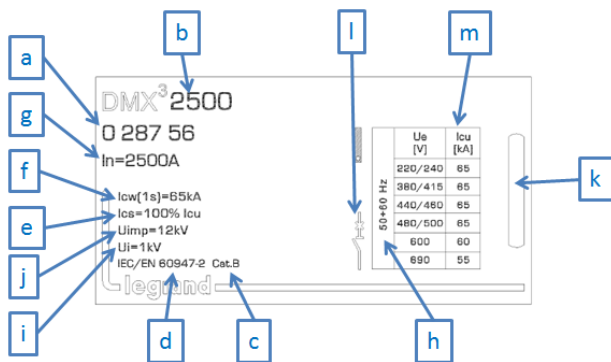 b
l
m
a
DMX³ 2500
0 287 56
g
In=2500A
Ue [V] Icu [kA]
220/240 65
380/415 65
440/460 65
480/500 65
600 60
690 55
50+60 Hz
k
f
Icw(1s)=65kA
e
Ics=100% Icu
j
Uimp=12kV
i
Ui=1kV
IEC/EN 60947-2 Cat.B
legrand
d
c
h